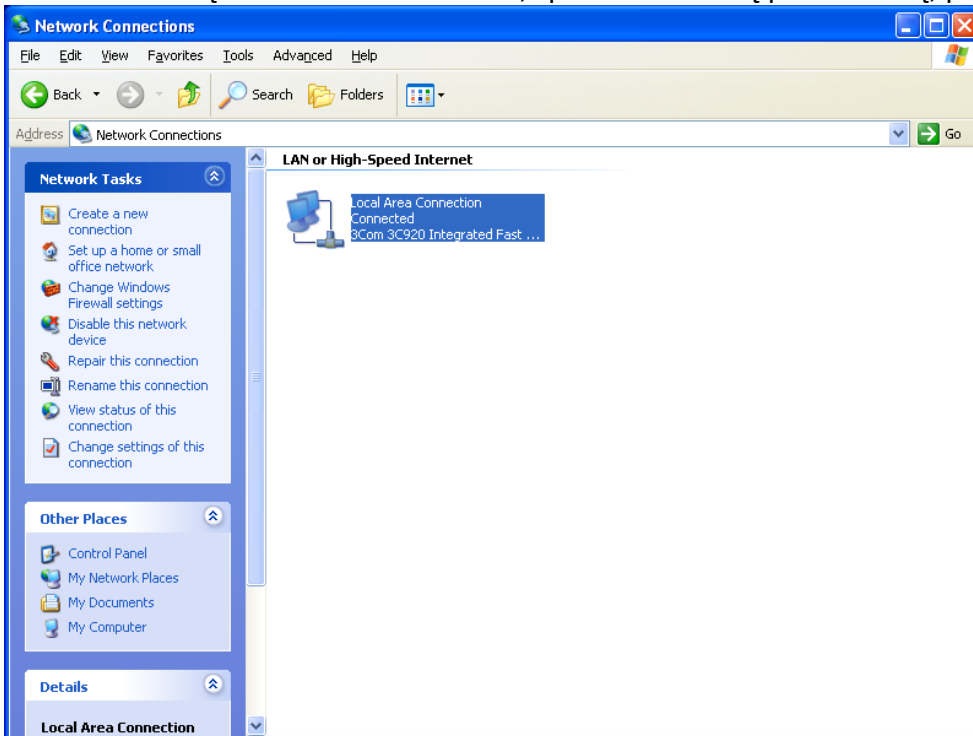 Network Connections
File Edit View Favorites Tools Advanced Help
Back Search Folders
Address Network Connections Go
Network Tasks
Create a new
connection
Set up a home or small
office network
Change Windows
Firewall settings
Disable this network
device
Repair this connection
Rename this connection
View status of this
connection
Change settings of this
connection
Other Places
Control Panel
My Network Places
My Documents
My Computer
Details
Local Area Connection
LAN or High-Speed Internet
Local Area Connection
Connected
3Com 3C920 Integrated Fast ...